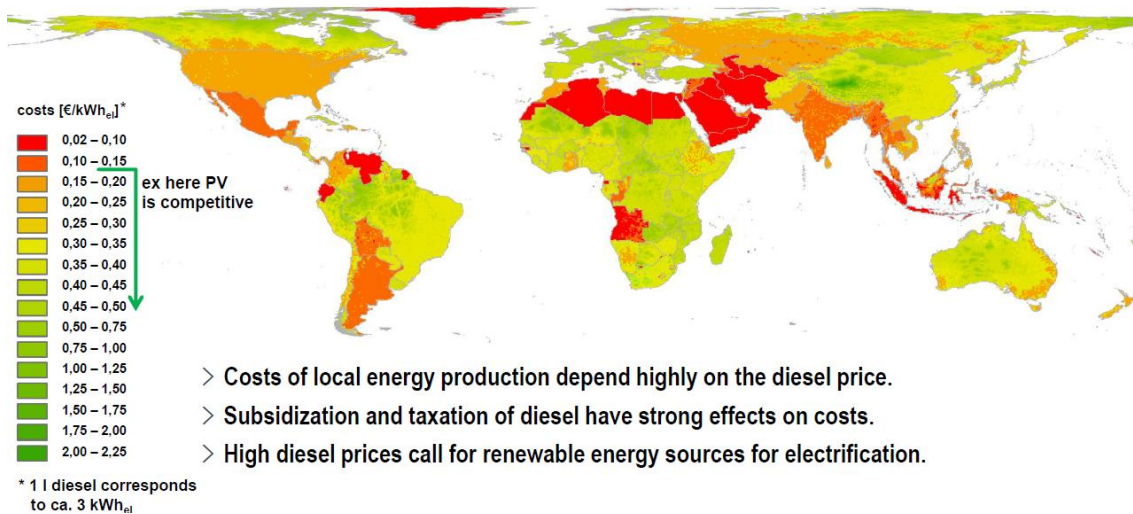 costs [€/kWhel]*
0,02 – 0,10
0,10 – 0,15
0,15 – 0,20
0,20 – 0,25
0,25 – 0,30
0,30 – 0,35
0,35 – 0,40
0,40 – 0,45
0,45 – 0,50
0,50 – 0,75
0,75 – 1,00
1,00 – 1,25
1,25 – 1,50
1,50 – 1,75
1,75 – 2,00
2,00 – 2,25
* 1 l diesel corresponds
to ca. 3 kWhel
ex here PV
is competitive
> Costs of local energy production depend highly on the diesel price.
> Subsidization and taxation of diesel have strong effects on costs.
> High diesel prices call for renewable energy sources for electrification.